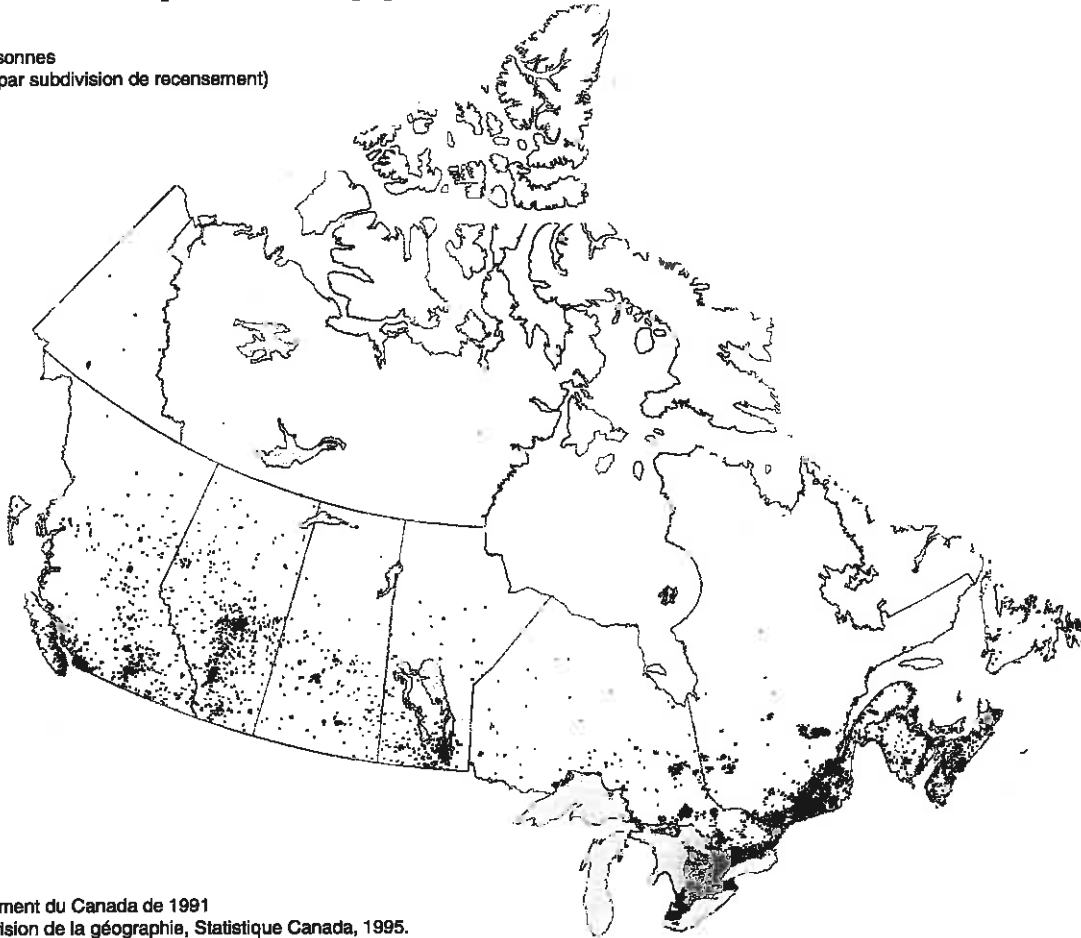 sonnes
par subdivision de recensement)
ment du Canada de 1991
ision de la géographie, Statistique Canada, 1995.